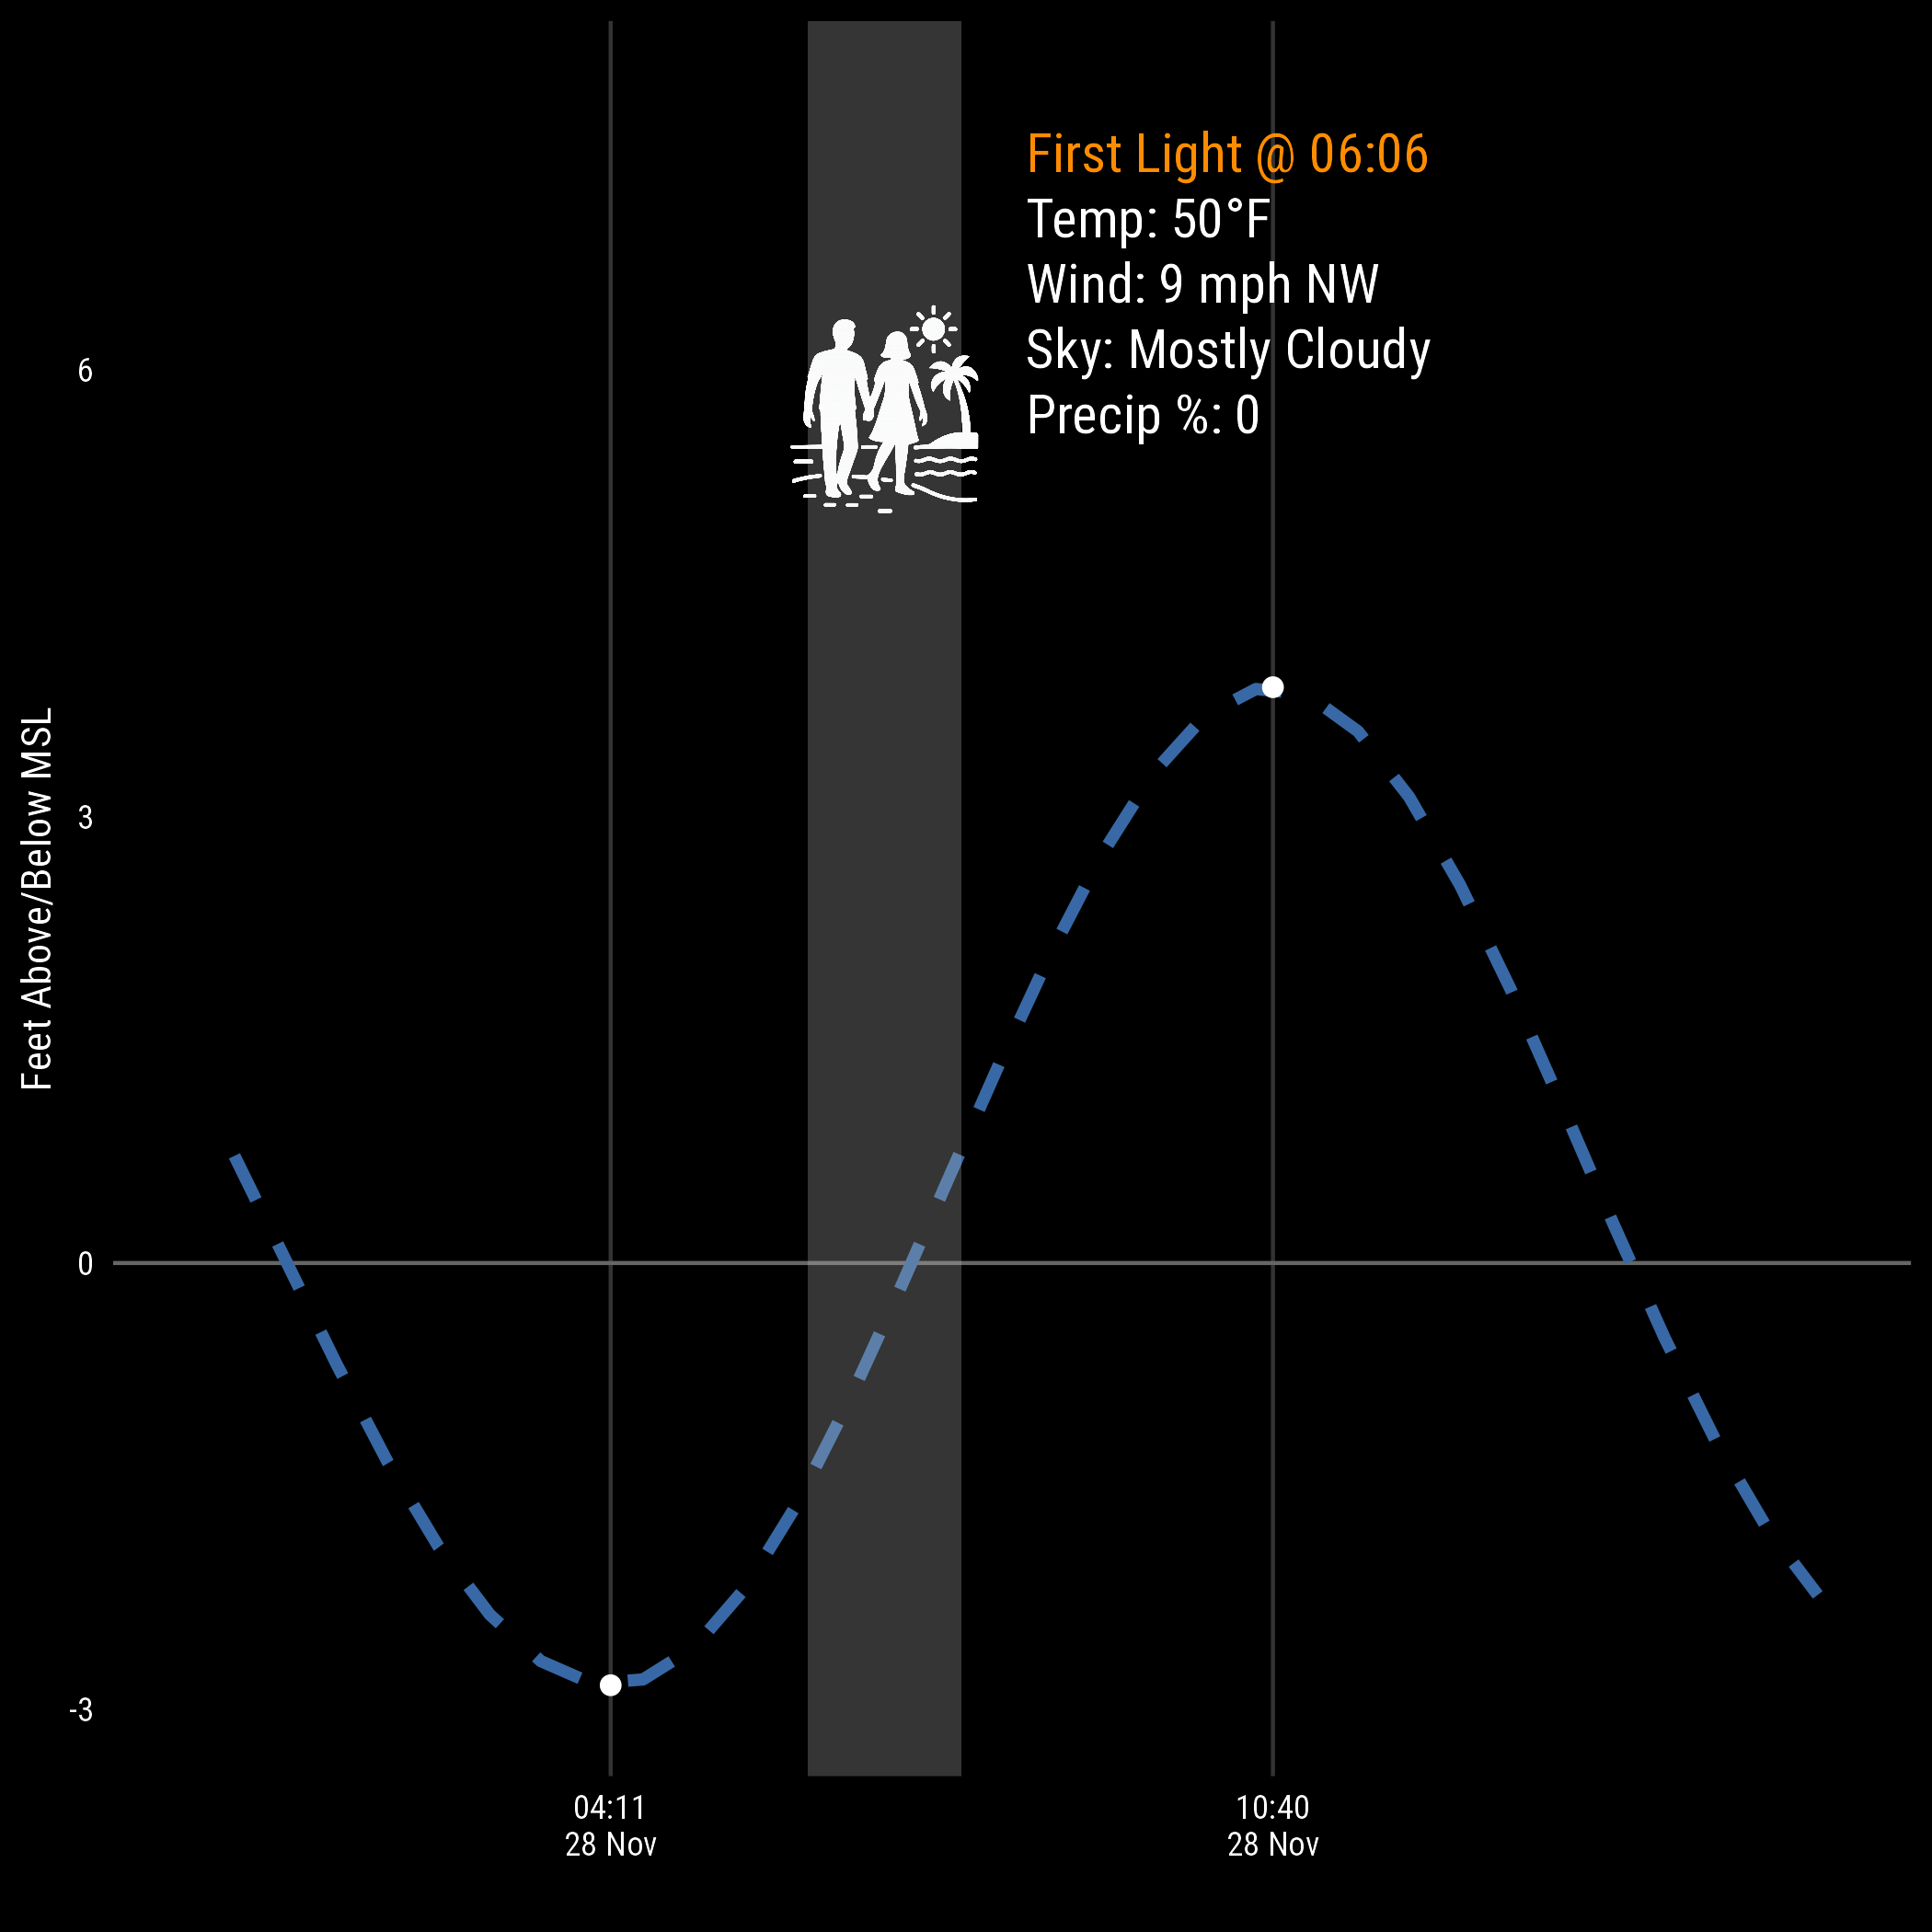 First Light @ 06:06
Temp: 50°F
Wind: 9 mph NW
Sky: Mostly Cloudy
Precip %: 0
Feet Above/Below MSL
6
3
0
-3
04:11
28 Nov
10:40
28 Nov